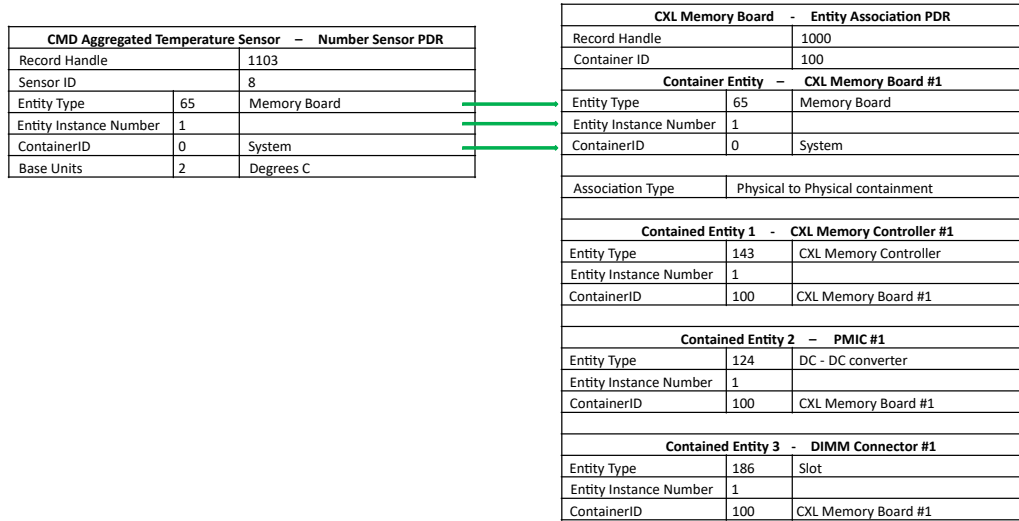 CMD Aggregated Temperature Sensor – Number Sensor PDR
Record Handle 1103
Sensor ID 8
Entity Type 65 Memory Board
Entity Instance Number 1
ContainerID 0 System
Base Units 2 Degrees C
CXL Memory Board - Entity Association PDR
Record Handle 1000
Container ID 100
Container Entity – CXL Memory Board #1
Entity Type 65 Memory Board
Entity Instance Number 1
ContainerID 0 System
Association Type Physical to Physical containment
Contained Entity 1 - CXL Memory Controller #1
Entity Type 143 CXL Memory Controller
Entity Instance Number 1
ContainerID 100 CXL Memory Board #1
Contained Entity 2 – PMIC #1
Entity Type 124 DC - DC converter
Entity Instance Number 1
ContainerID 100 CXL Memory Board #1
Contained Entity 3 - DIMM Connector #1
Entity Type 186 Slot
Entity Instance Number 1
ContainerID 100 CXL Memory Board #1